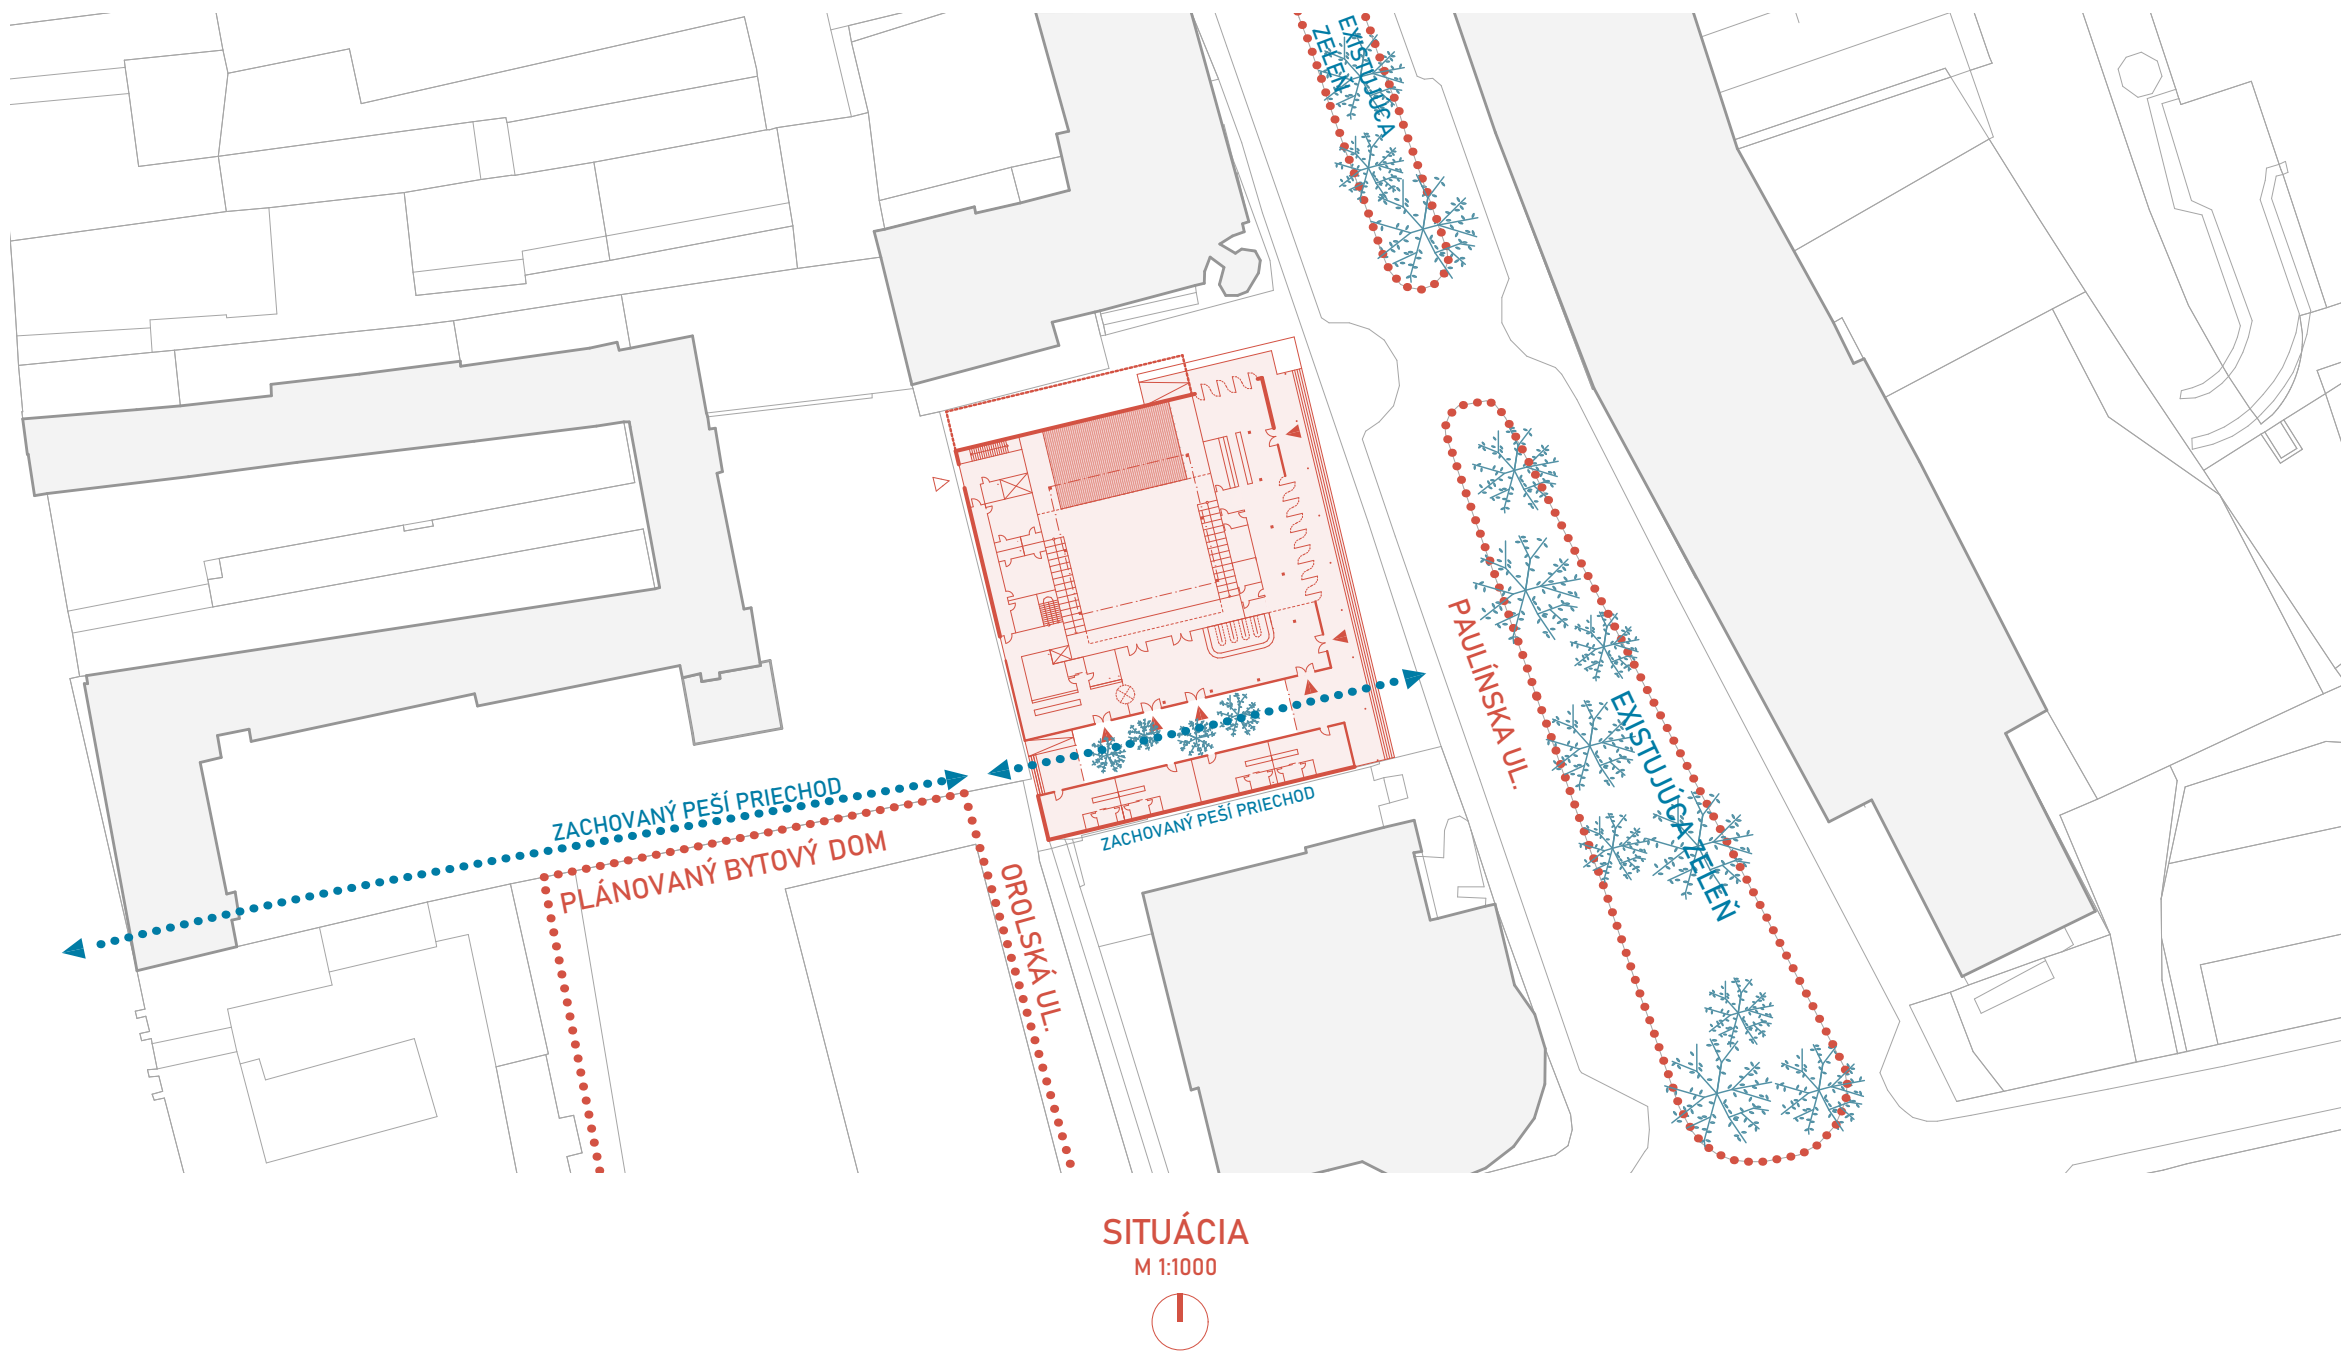 EXISTUJÚCA
ZELEŇ
PAULÍNSKA UL.
EXISTUJÚCA ZELEŇ
ZACHOVANÝ PEŠÍ PRIECHOD
PLÁNOVANÝ BYTOVÝ DOM
ZACHOVANÝ PEŠÍ PRIECHOD
OROLSKÁ UL.
SITUÁCIA
M 1:1000